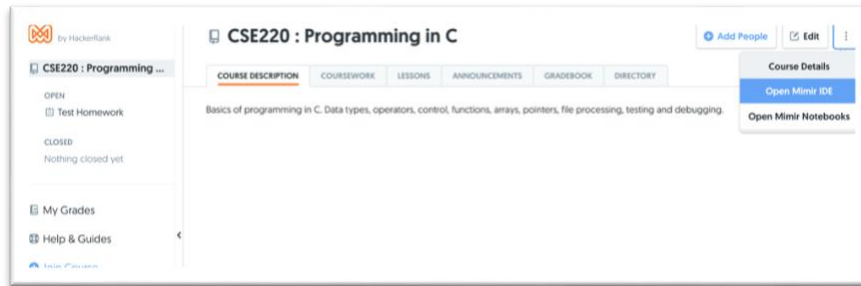 by HackerRank
CSE220 : Programming ...
OPEN
Test Homework
CLOSED
Nothing closed yet
My Grades
Help & Guides
Join Course
CSE220 : Programming in C
Add People
Edit
COURSE DESCRIPTION
COURSEWORK
LESSONS
ANNOUNCEMENTS
GRADEBOOK
DIRECTORY
Basics of programming in C. Data types, operators, control, functions, arrays, pointers, file processing, testing and debugging.
Course Details
Open Mimir IDE
Open Mimir Notebooks